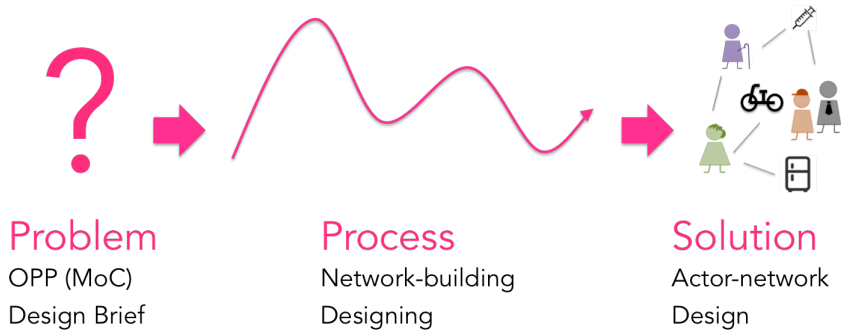 ?
Problem
OPP (MoC)
Design Brief
Process
Network-building
Designing
Solution
Actor-network
Design